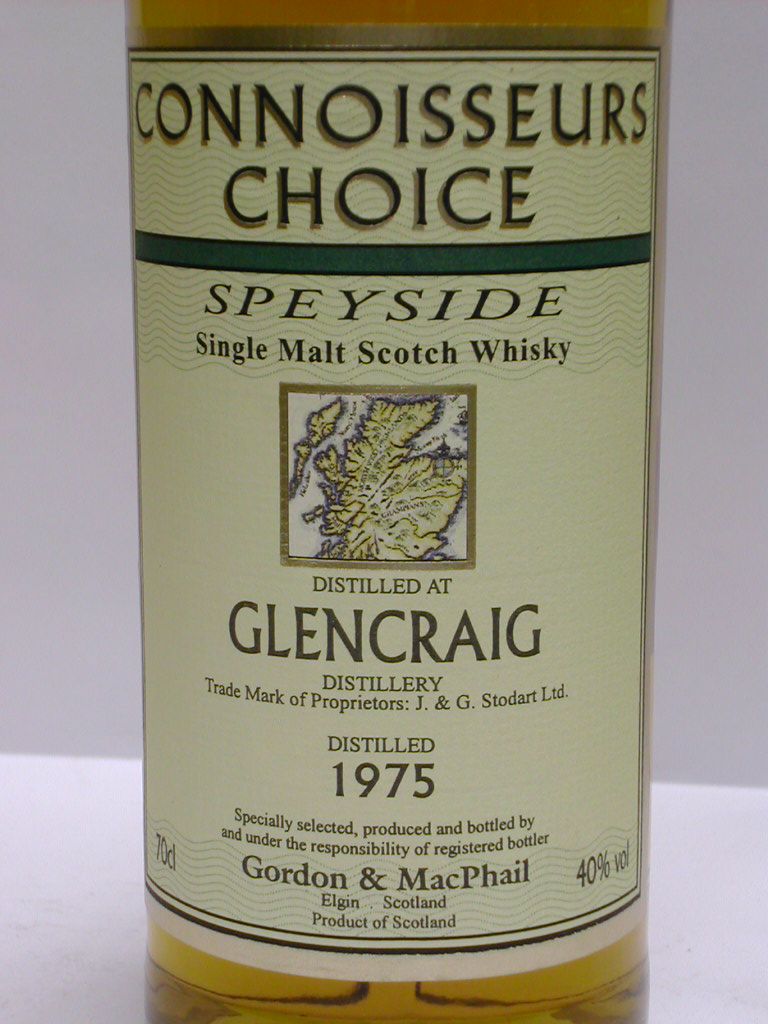 CONNOISSEURS
CHOICE
SPEYSIDE
Single Malt Scotch Whisky
GRAMPIANS
DISTILLED AT
GLENCRAIG
DISTILLERY
Trade Mark of Proprietors: J. & G. Stodart Ltd.
DISTILLED
1975
Specially selected, produced and bottled by
and under the responsibility of registered bottler
70cl
Gordon & MacPhail
40% vol
Elgin . Scotland
Product of Scotland